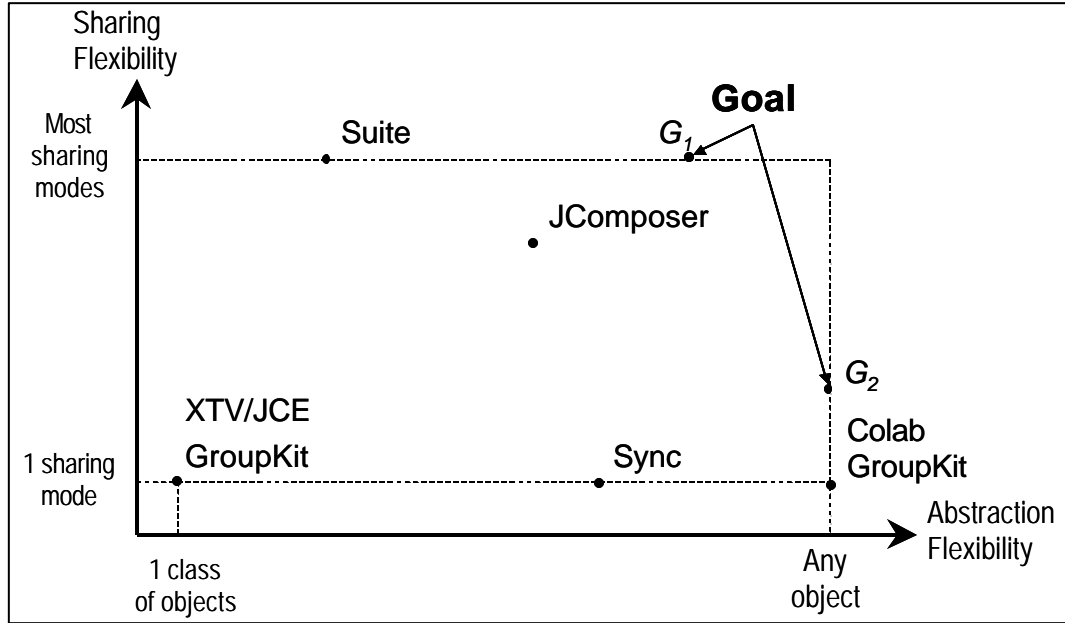 Sharing
Flexibility
Most
sharing
modes
Suite
G1
Goal
JComposer
G2
XTV/JCE
GroupKit
1 sharing
mode
Sync
Colab
GroupKit
Abstraction
Flexibility
1 class
of objects
Any
object